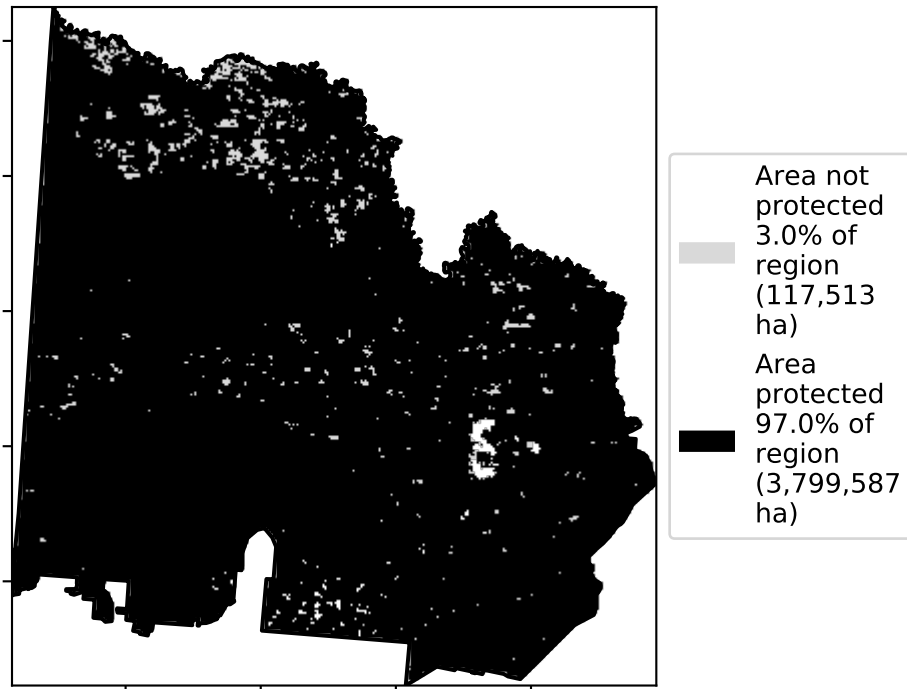 Area not
protected
3.0% of
region
(117,513
ha)
Area
protected
97.0% of
region
(3,799,587
ha)